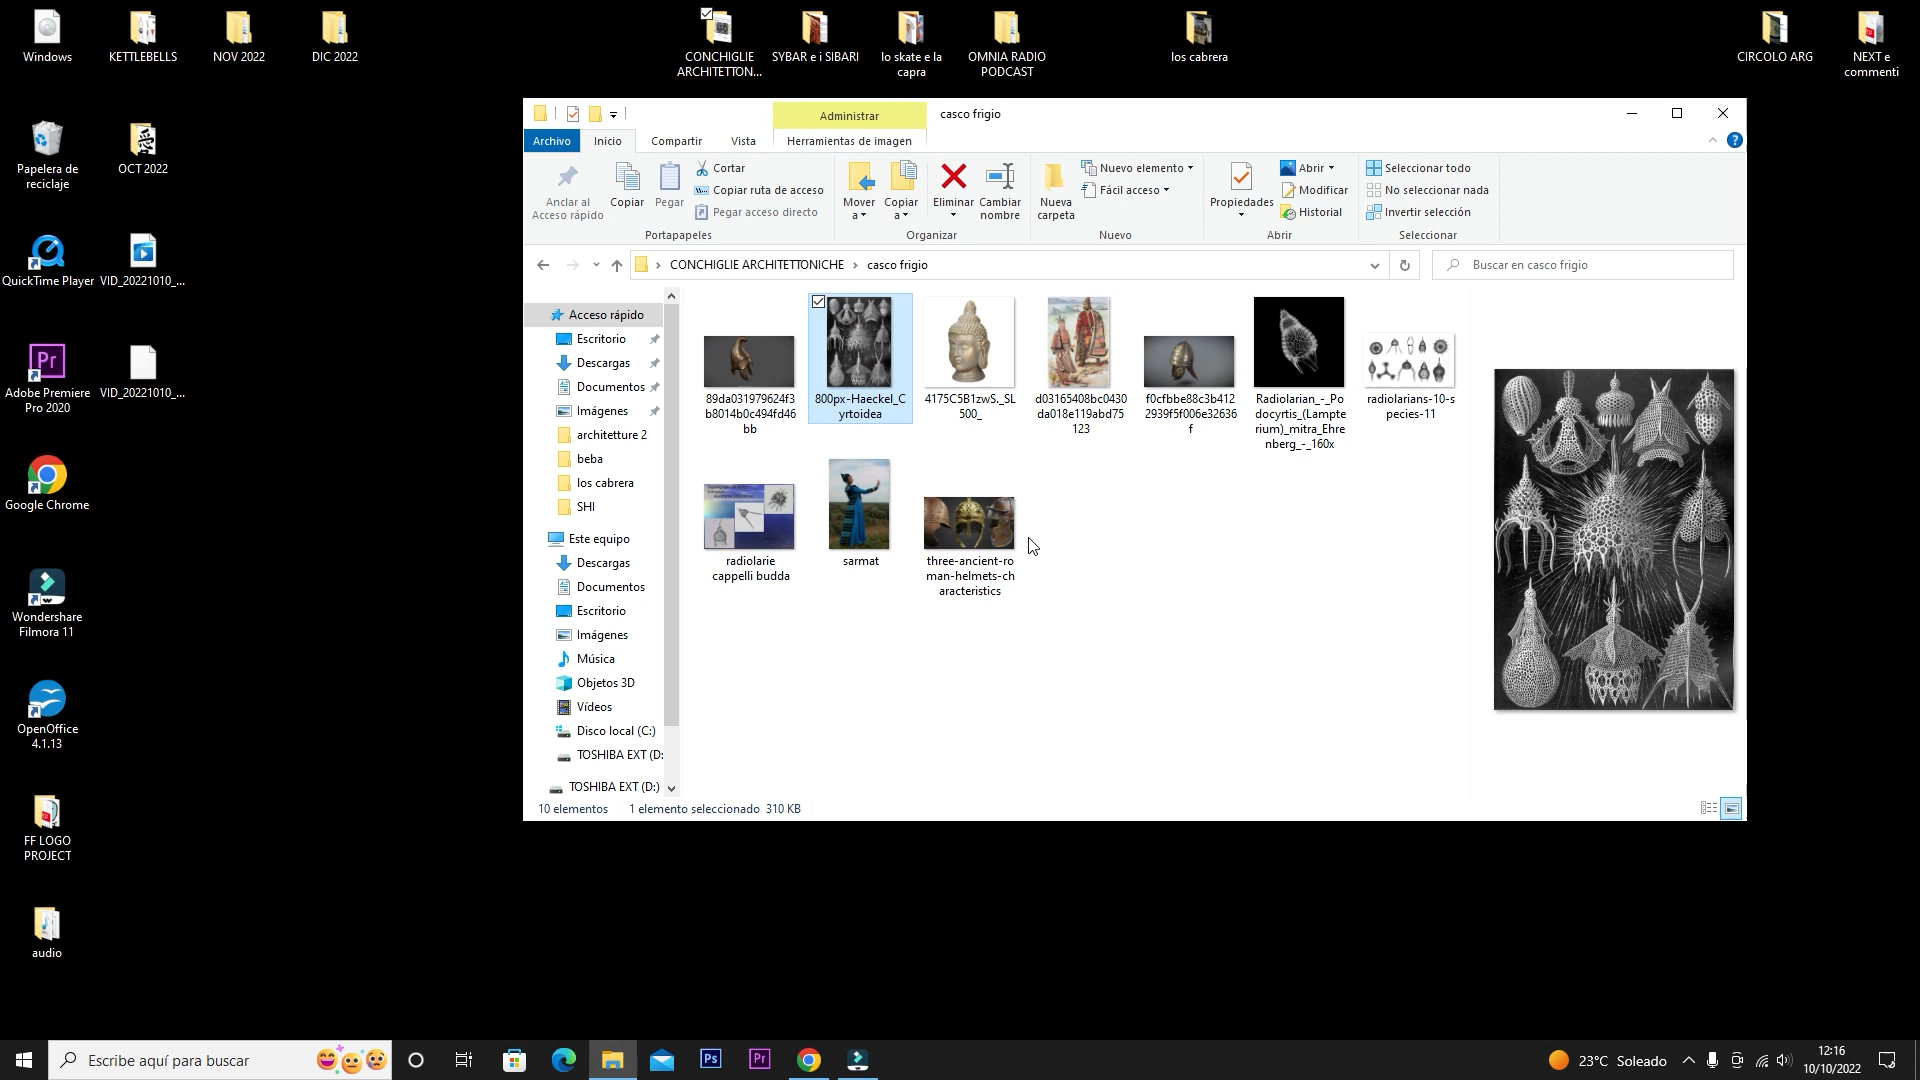 Windows
KETTLEBELLS
NOV 2022
DIC 2022
CONCHIGLIE
ARCHITETTON...
SYBAR e i SIBARI
lo skate e la
capra
OMNIA RADIO
PODCAST
los cabrera
CIRCOLO ARG
NEXT e
commenti
Papelera de
reciclaje
OCT 2022
QuickTime Player
VID_20221010_...
Adobe Premiere
Pro 2020
VID_20221010_...
Google Chrome
Wondershare
Filmora 11
OpenOffice
4.1.13
FF LOGO
PROJECT
audio
Administrar
casco frigio
Archivo
Inicio
Compartir
Vista
Herramientas de imagen
Anclar al
Acceso rápido
Copiar
Pegar
Cortar
Copiar ruta de acceso
Pegar acceso directo
Portapapeles
Mover
a
Copiar
a
Eliminar
Cambiar
nombre
Organizar
Nueva
carpeta
Nuevo elemento
Fácil acceso
Nuevo
Propiedades
Abrir
Modificar
Historial
Abrir
Seleccionar todo
No seleccionar nada
Invertir selección
Seleccionar
CONCHIGLIE ARCHITETTONICHE › casco frigio
Buscar en casco frigio
Acceso rápido
Escritorio
Descargas
Documentos
Imágenes
architetture 2
beba
los cabrera
SHI
Este equipo
Descargas
Documentos
Escritorio
Imágenes
Música
Objetos 3D
Vídeos
Disco local (C:)
TOSHIBA EXT (D:
TOSHIBA EXT (D:)
89da031979624f3
b8014b0c494fd46
bb
800px-Haeckel_C
yrtoidea
4175C5B1zwS._SL
500_
d03165408bc0430
da018e119abd75
123
f0cfbbe88c3b412
2939f5f006e32636
f
Radiolarian_-_Po
docyrtis_(Lampte
rium)_mitra_Ehre
nberg_-_160x
radiolarians-10-s
pecies-11
radiolarie
cappelli budda
sarmat
three-ancient-ro
man-helmets-ch
aracteristics
10 elementos
1 elemento seleccionado 310 KB
Escribe aquí para buscar
Ps
Pr
23°C Soleado
12:16
10/10/2022